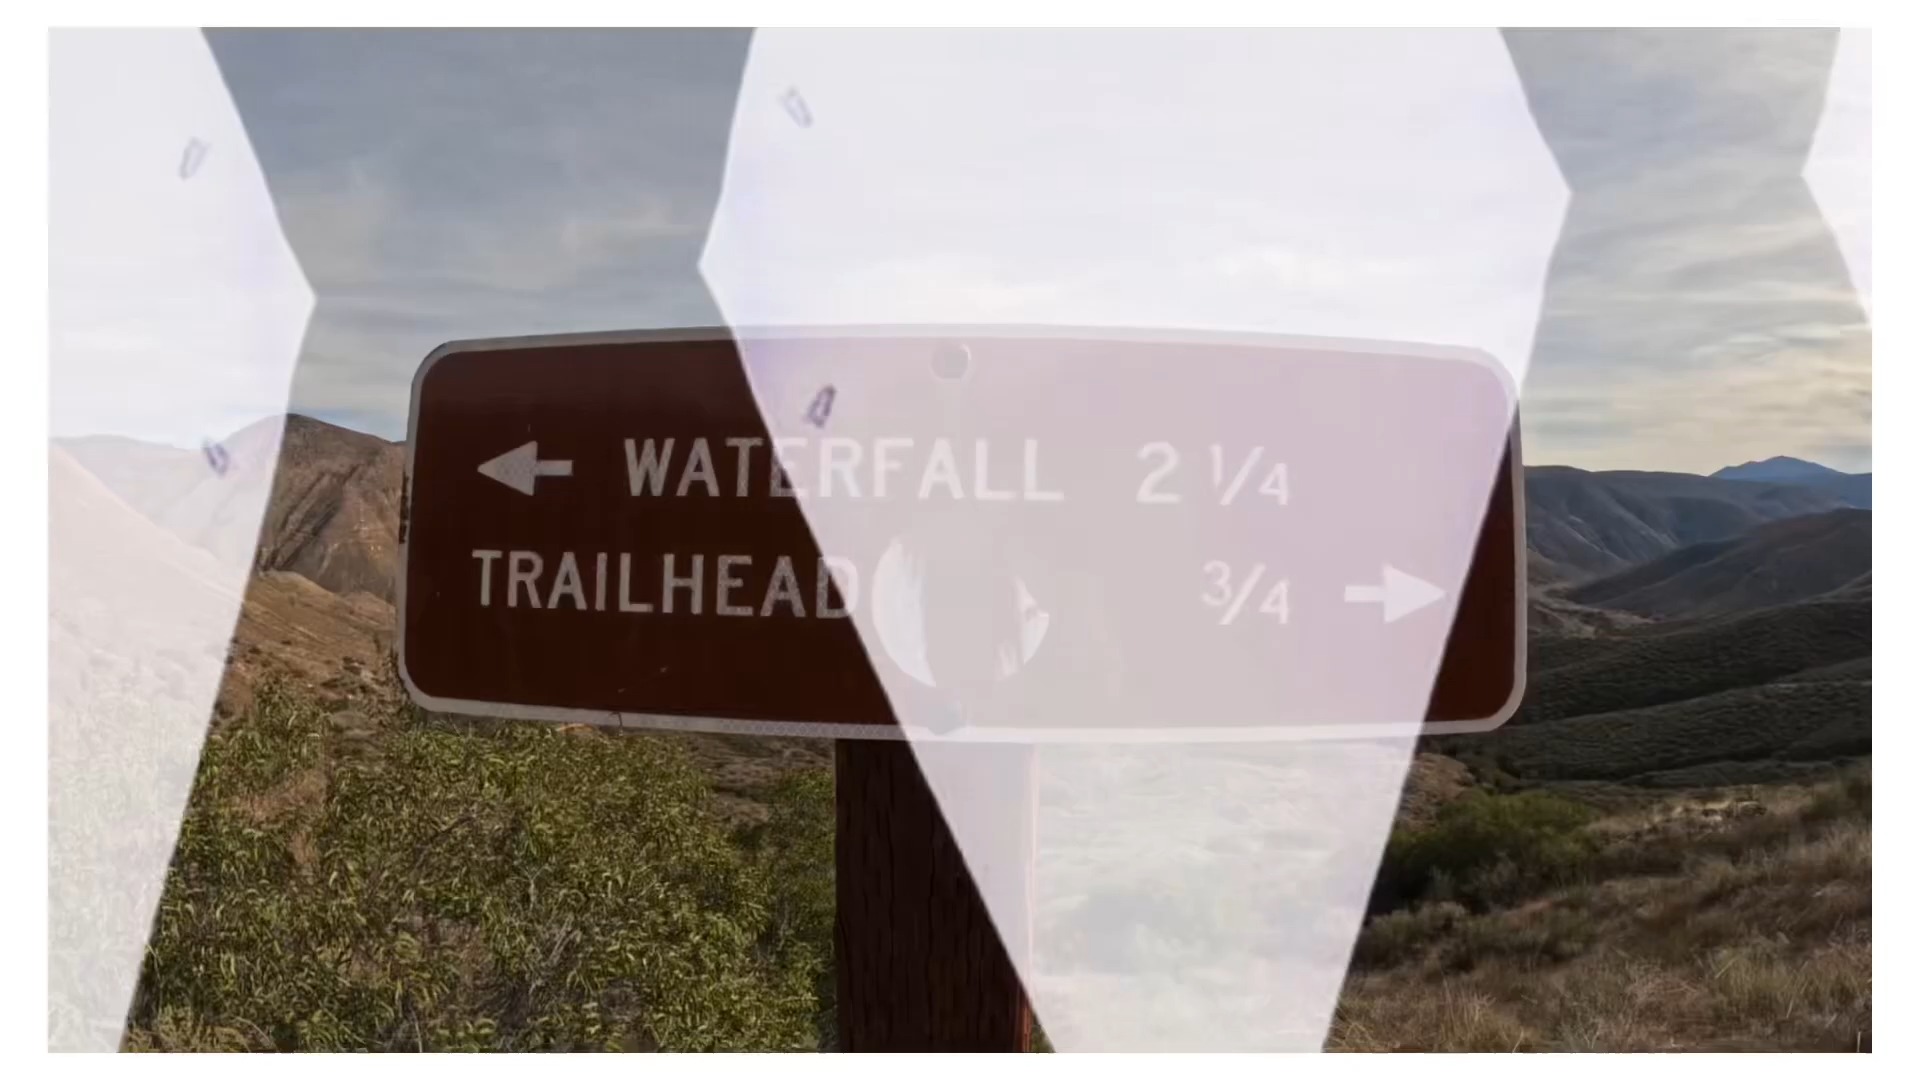 ← WATERFALL 2 ¼
TRAILHEAD ¾ →